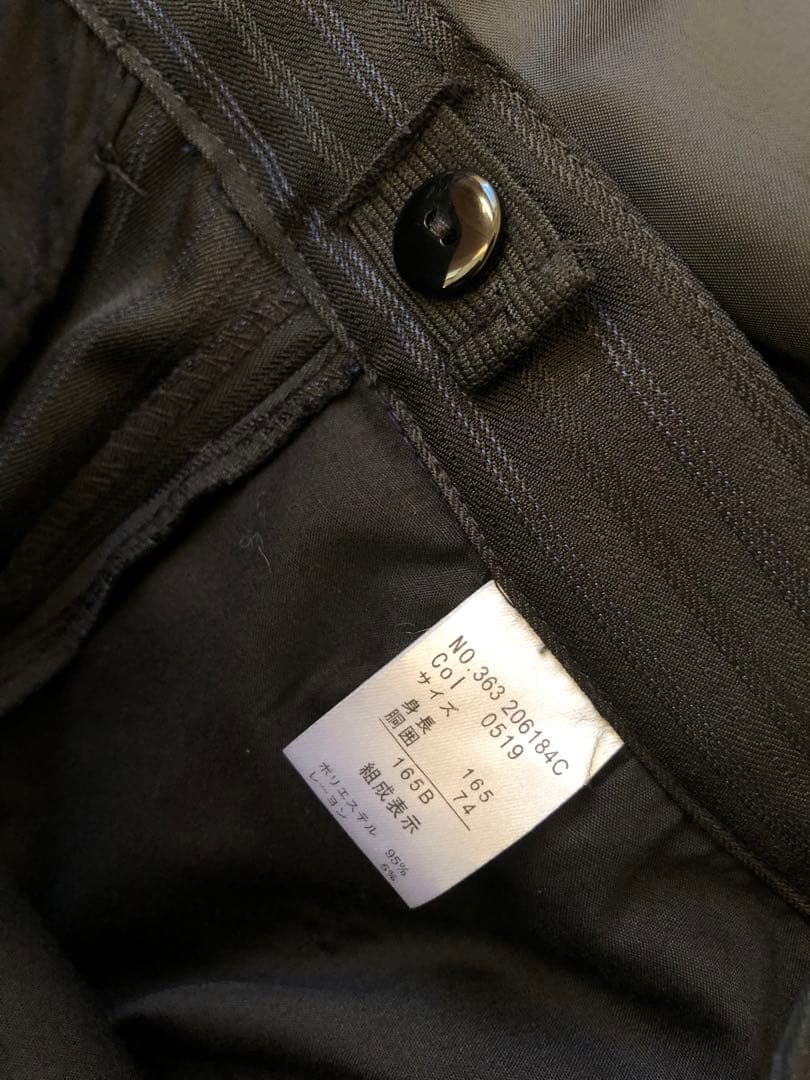 NO.363 206184C
Col 0519
サイズ
身長 165
胴囲 74
165B
組成表示
ポリエステル 95%
レーヨン 5%